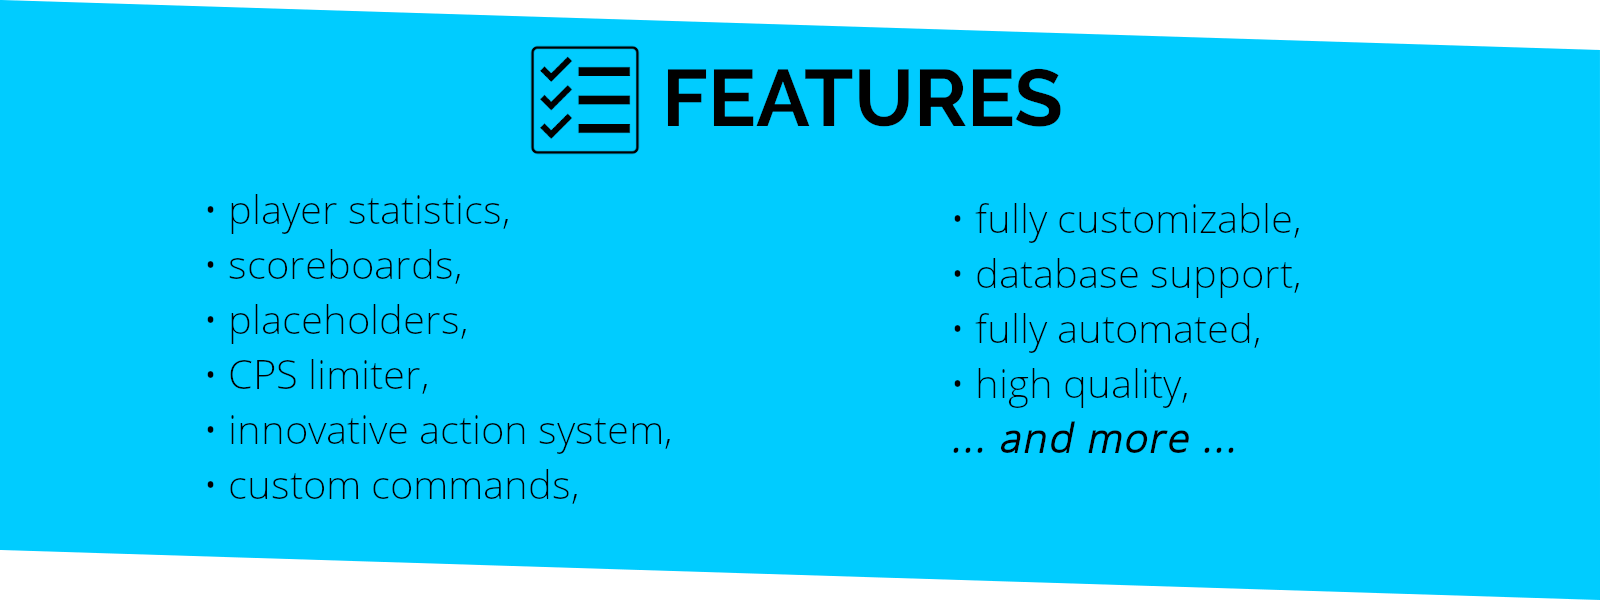 FEATURES
• player statistics,
• scoreboards,
• placeholders,
• CPS limiter,
• innovative action system,
• custom commands,
• fully customizable,
• database support,
• fully automated,
• high quality,
... and more ...